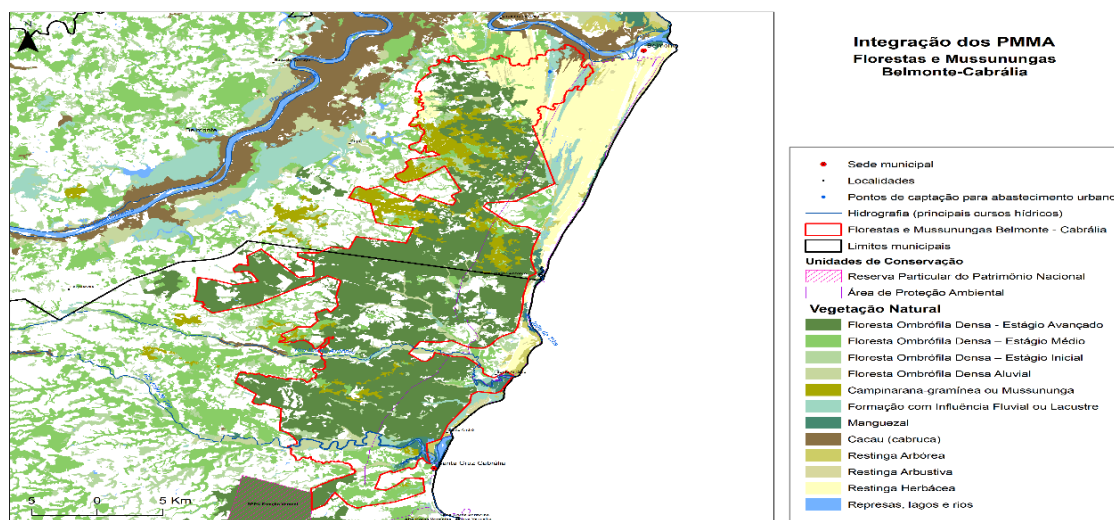 N
Belmonte
Belmonte
Santa Cruz Cabrália
5 0 5 Km
Integração dos PMMA
Florestas e Mussunungas
Belmonte-Cabrália
Sede municipal
Localidades
Pontos de captação para abastecimento urbano
Hidrografia (principais cursos hídricos)
Florestas e Mussunungas Belmonte - Cabrália
Limites municipais
Unidades de Conservação
Reserva Particular do Patrimônio Nacional
Área de Proteção Ambiental
Vegetação Natural
Floresta Ombrófila Densa - Estágio Avançado
Floresta Ombrófila Densa – Estágio Médio
Floresta Ombrófila Densa – Estágio Inicial
Floresta Ombrófila Densa Aluvial
Campinarana-gramínea ou Mussununga
Formação com Influência Fluvial ou Lacustre
Manguezal
Cacau (cabruca)
Restinga Arbórea
Restinga Arbustiva
Restinga Herbácea
Represas, lagos e rios